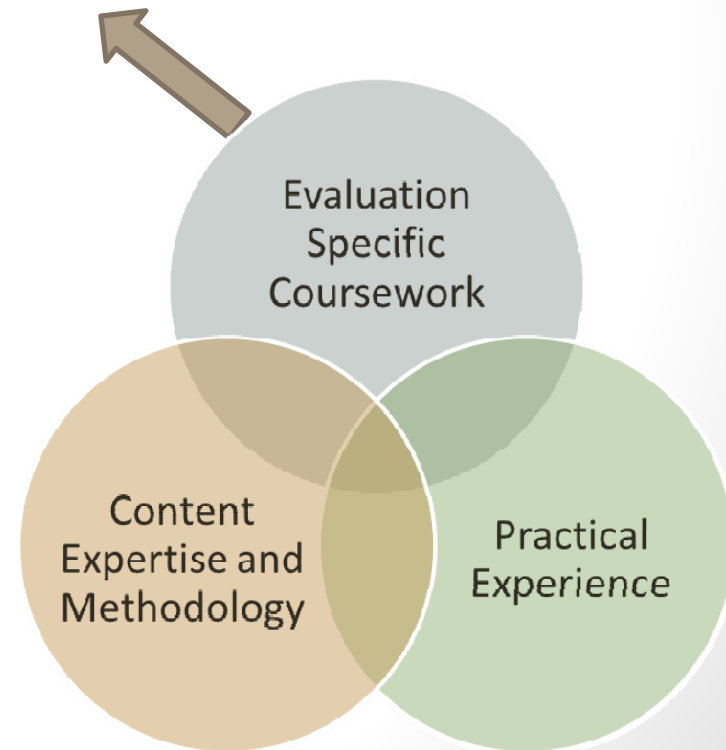 Evaluation
Specific
Coursework
Content
Expertise and
Methodology
Practical
Experience